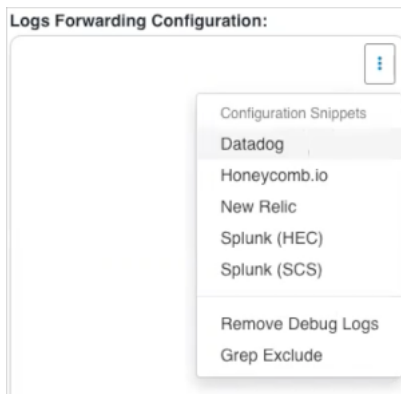 Logs Forwarding Configuration:
Configuration Snippets
Datadog
Honeycomb.io
New Relic
Splunk (HEC)
Splunk (SCS)
Remove Debug Logs
Grep Exclude